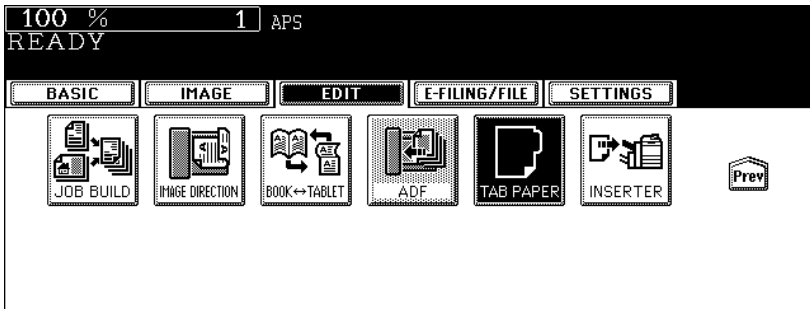 100 % 1 APS
READY
BASIC IMAGE EDIT E-FILING/FILE SETTINGS
JOB BUILD IMAGE DIRECTION BOOK↔TABLET ADF TAB PAPER INSERTER Prev